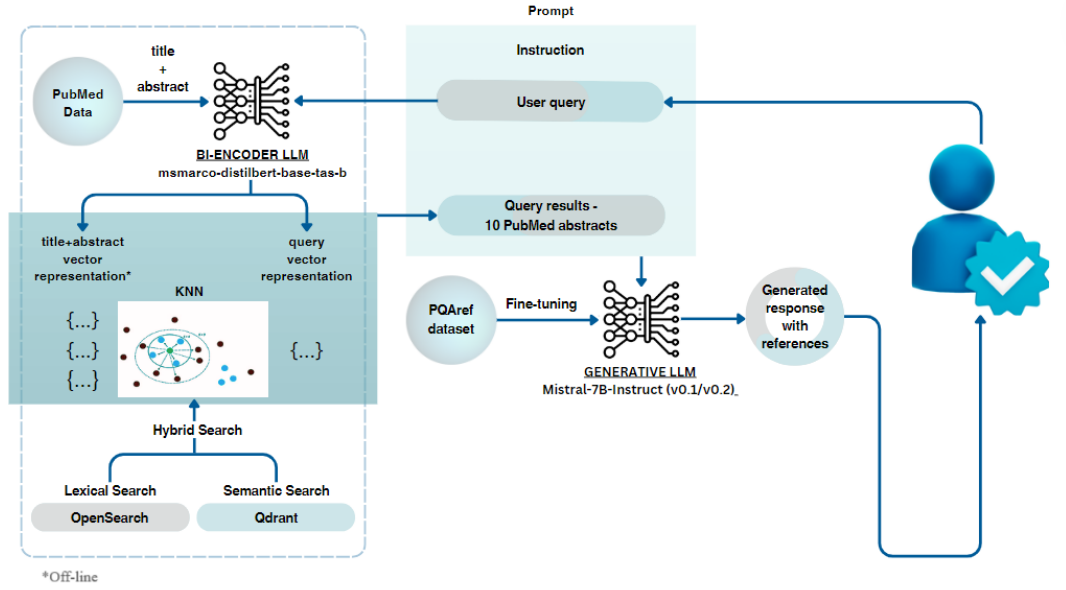 Prompt
title
+
abstract
PubMed
Data
Instruction
User query
BI-ENCODER LLM
msmarco-distilbert-base-tas-b
Query results -
10 PubMed abstracts
title+abstract
vector
representation*
query
vector
representation
KNN
{...}
{...}
{...}
{...}
PQAref
dataset
Fine-tuning
Generated
response
with
references
GENERATIVE LLM
Mistral-7B-Instruct (v0.1/v0.2)_
Hybrid Search
Lexical Search
Semantic Search
OpenSearch
Qdrant
*Off-line